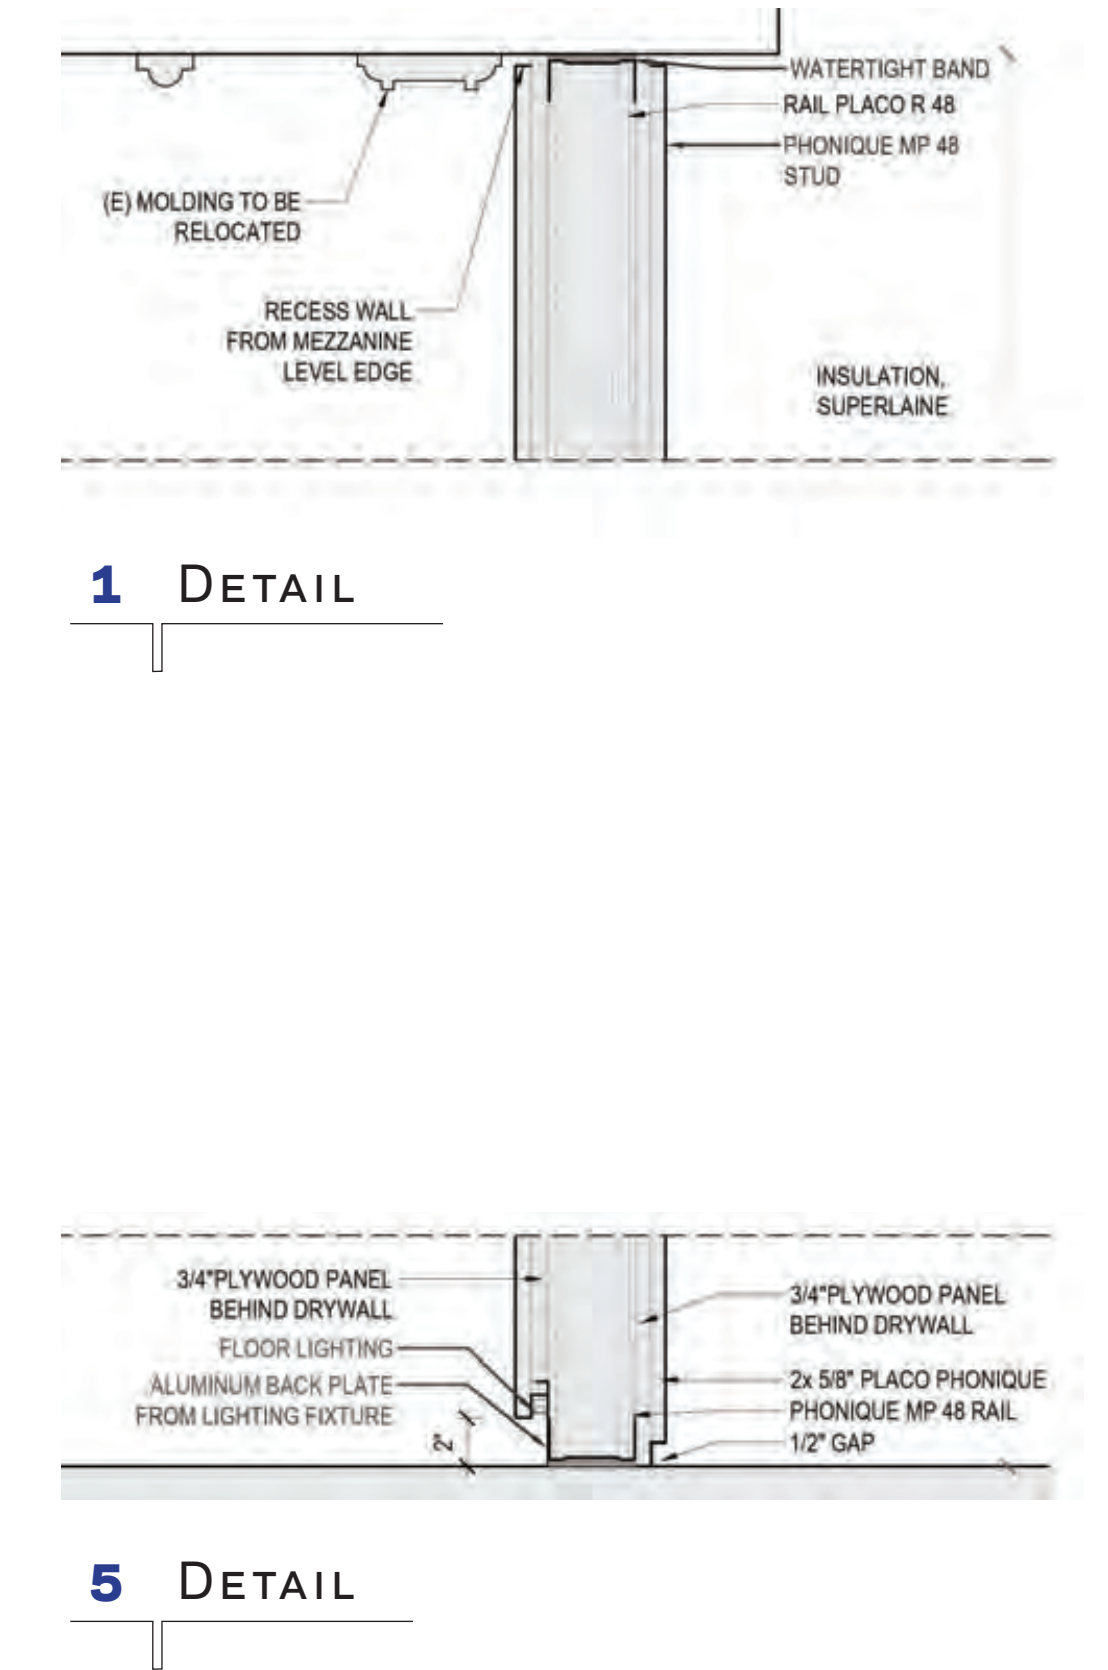 WATERTIGHT BAND
RAIL PLACO R 48
PHONIQUE MP 48
STUD
(E) MOLDING TO BE
RELOCATED
RECESS WALL
FROM MEZZANINE
LEVEL EDGE
INSULATION,
SUPERLAINE
1 DETAIL
3/4"PLYWOOD PANEL
BEHIND DRYWALL
FLOOR LIGHTING
ALUMINUM BACK PLATE
FROM LIGHTING FIXTURE
2"
3/4"PLYWOOD PANEL
BEHIND DRYWALL
2x 5/8" PLACO PHONIQUE
PHONIQUE MP 48 RAIL
1/2" GAP
5 DETAIL